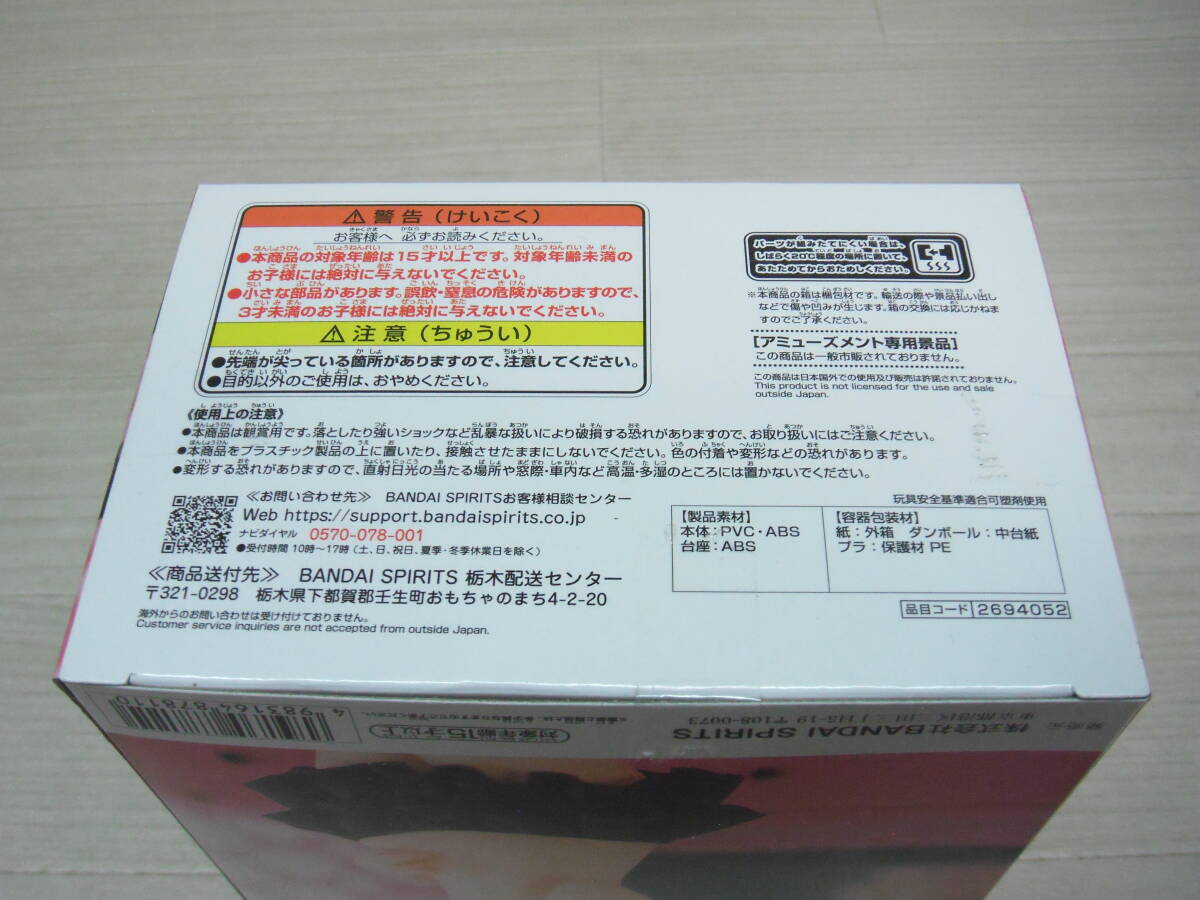 ⚠警告(けいこく)
お客様へ 必ずお読みください。
●本商品の対象年齢は15才以上です。対象年齢未満の
お子様には絶対に与えないでください。
●小さな部品があります。誤飲・窒息の危険がありますので、
3才未満のお子様には絶対に与えないでください。
⚠注意(ちゅうい)
●先端が尖っている箇所がありますので、注意してください。
●目的以外のご使用は、おやめください。
パーツが組みたてにくい場合は、
しばらく20℃程度の場所に置いて、
あたためてからおためしください。
※本商品の箱は梱包材です。輸送の際や景品払い出し
などで傷や凹みが生じます。箱の交換には応じかねま
すのでご了承ください。
[アミューズメント専用景品]
この商品は一般市販されておりません。
この商品は日本国外での使用及び販売は許諾されておりません。
This product is not licensed for the use and sale
outside Japan.
《使用上の注意》
●本商品は観賞用です。落としたり強いショックなど乱暴な扱いにより破損する恐れがありますので、お取り扱いにはご注意ください。
●本商品をプラスチック製品の上に置いたり、接触させたままにしないでください。色の付着や変形などの恐れがあります。
●変形する恐れがありますので、直射日光の当たる場所や窓際・車内など高温・多湿のところには置かないでください。
≪お問い合わせ先≫ BANDAI SPIRITSお客様相談センター
Web https://support.bandaispirits.co.jp
ナビダイヤル 0570-078-001
●受付時間 10時~17時(土、日、祝日、夏季・冬季休業日を除く)
≪商品送付先≫ BANDAI SPIRITS 栃木配送センター
〒321-0298 栃木県下都賀郡壬生町おもちゃのまち4-2-20
海外からのお問い合わせは受け付けておりません。
Customer service inquiries are not accepted from outside Japan.
玩具安全基準適合可塑剤使用
【製品素材】
本体:PVC・ABS
台座:ABS
【容器包装材】
紙:外箱 ダンボール:中台紙
プラ:保護材 PE
品目コード 2694052
4983164878110
対象年齢15才以上
発売元 株式会社BANDAI SPIRITS
〒108-0073